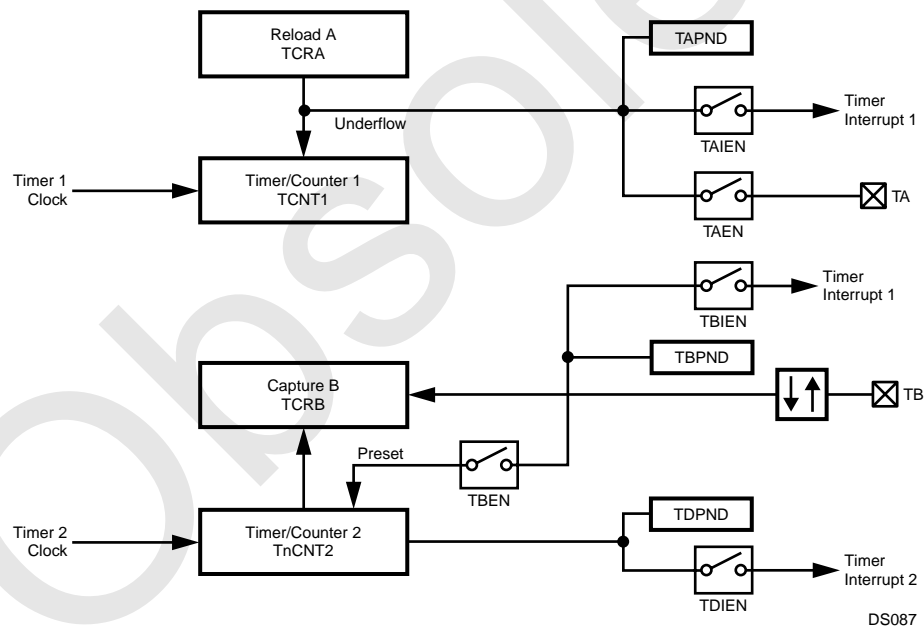 Reload A
TCRA
TAPND
Underflow
Timer
Interrupt 1
TAIEN
Timer 1
Clock
Timer/Counter 1
TCNT1
TA
TAEN
Timer
Interrupt 1
TBIEN
TBPND
Capture B
TCRB
TB
Preset
TBEN
TDPND
Timer 2
Clock
Timer/Counter 2
TnCNT2
Timer
Interrupt 2
TDIEN
DS087
Obsole